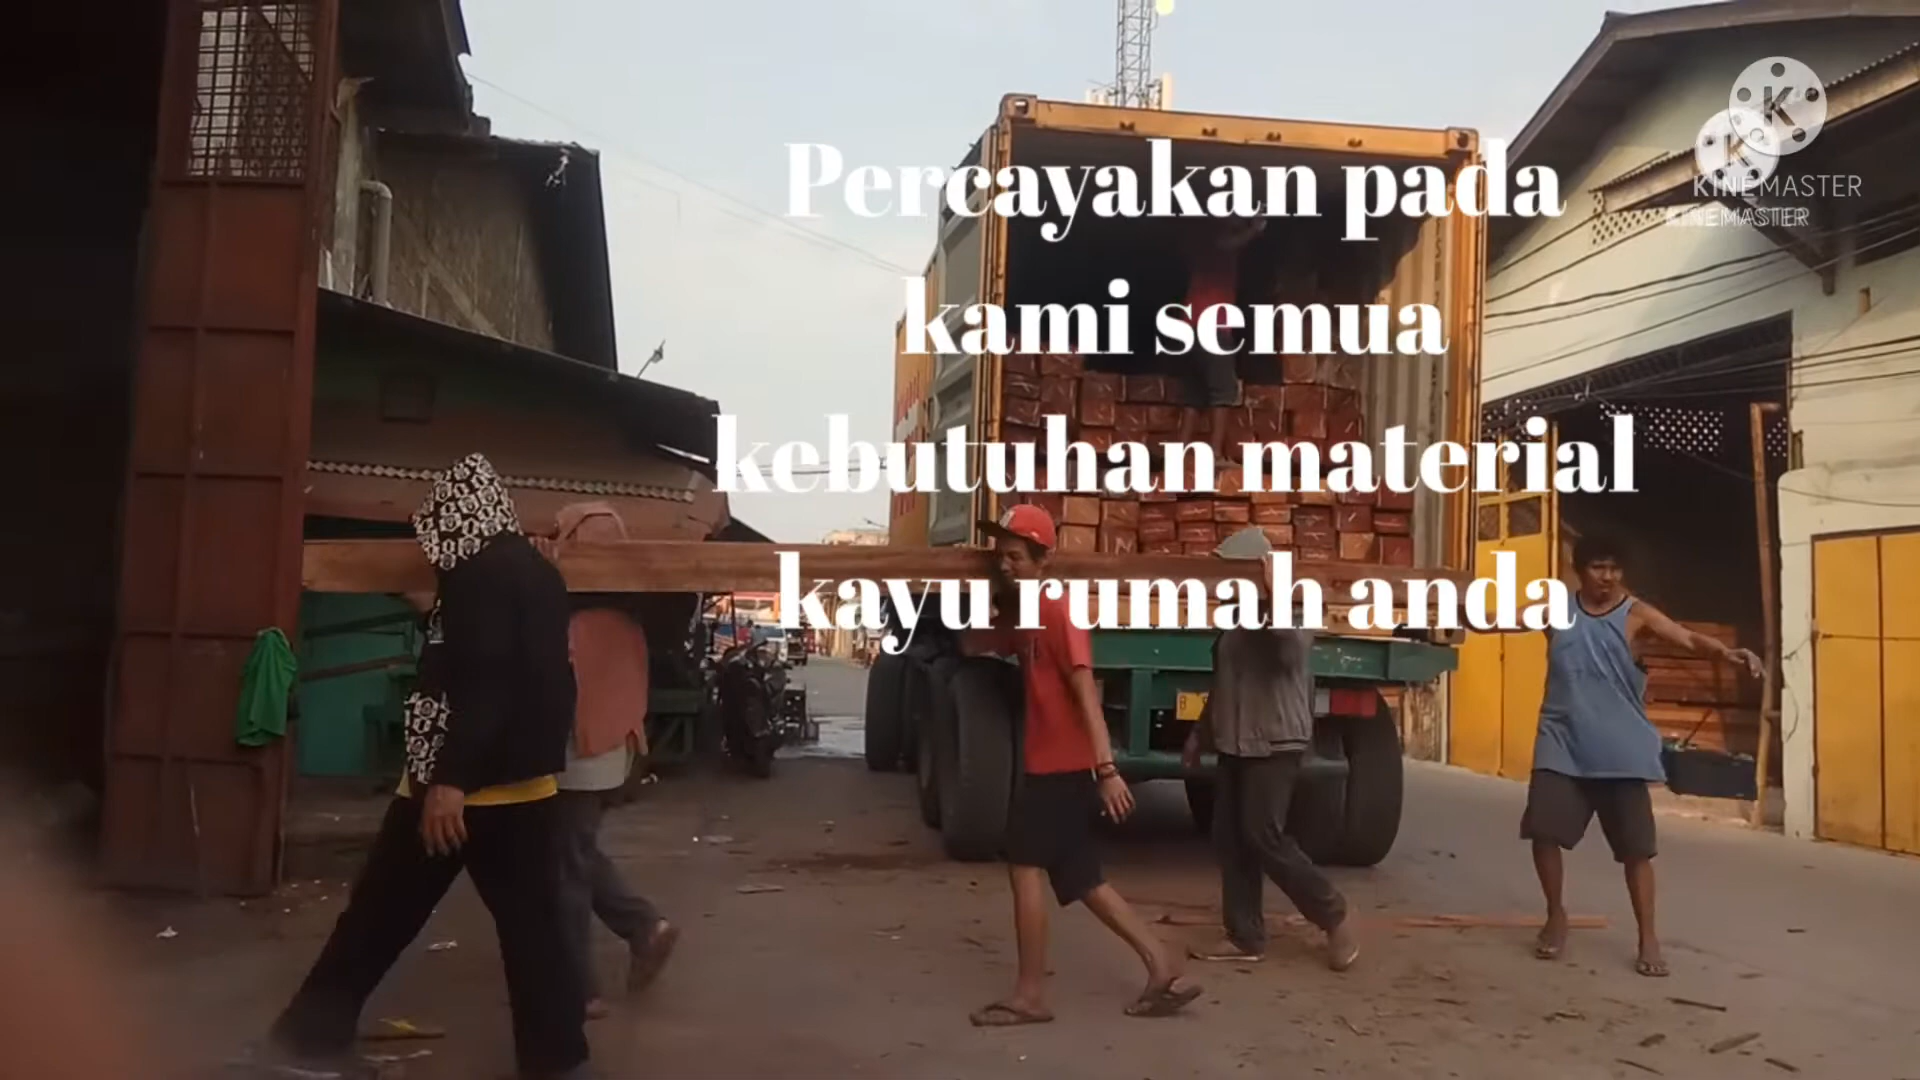 Percayakan pada
kami semua
kebutuhan material
kayu rumah anda
K
KINEMASTER
K
KINEMASTER
B